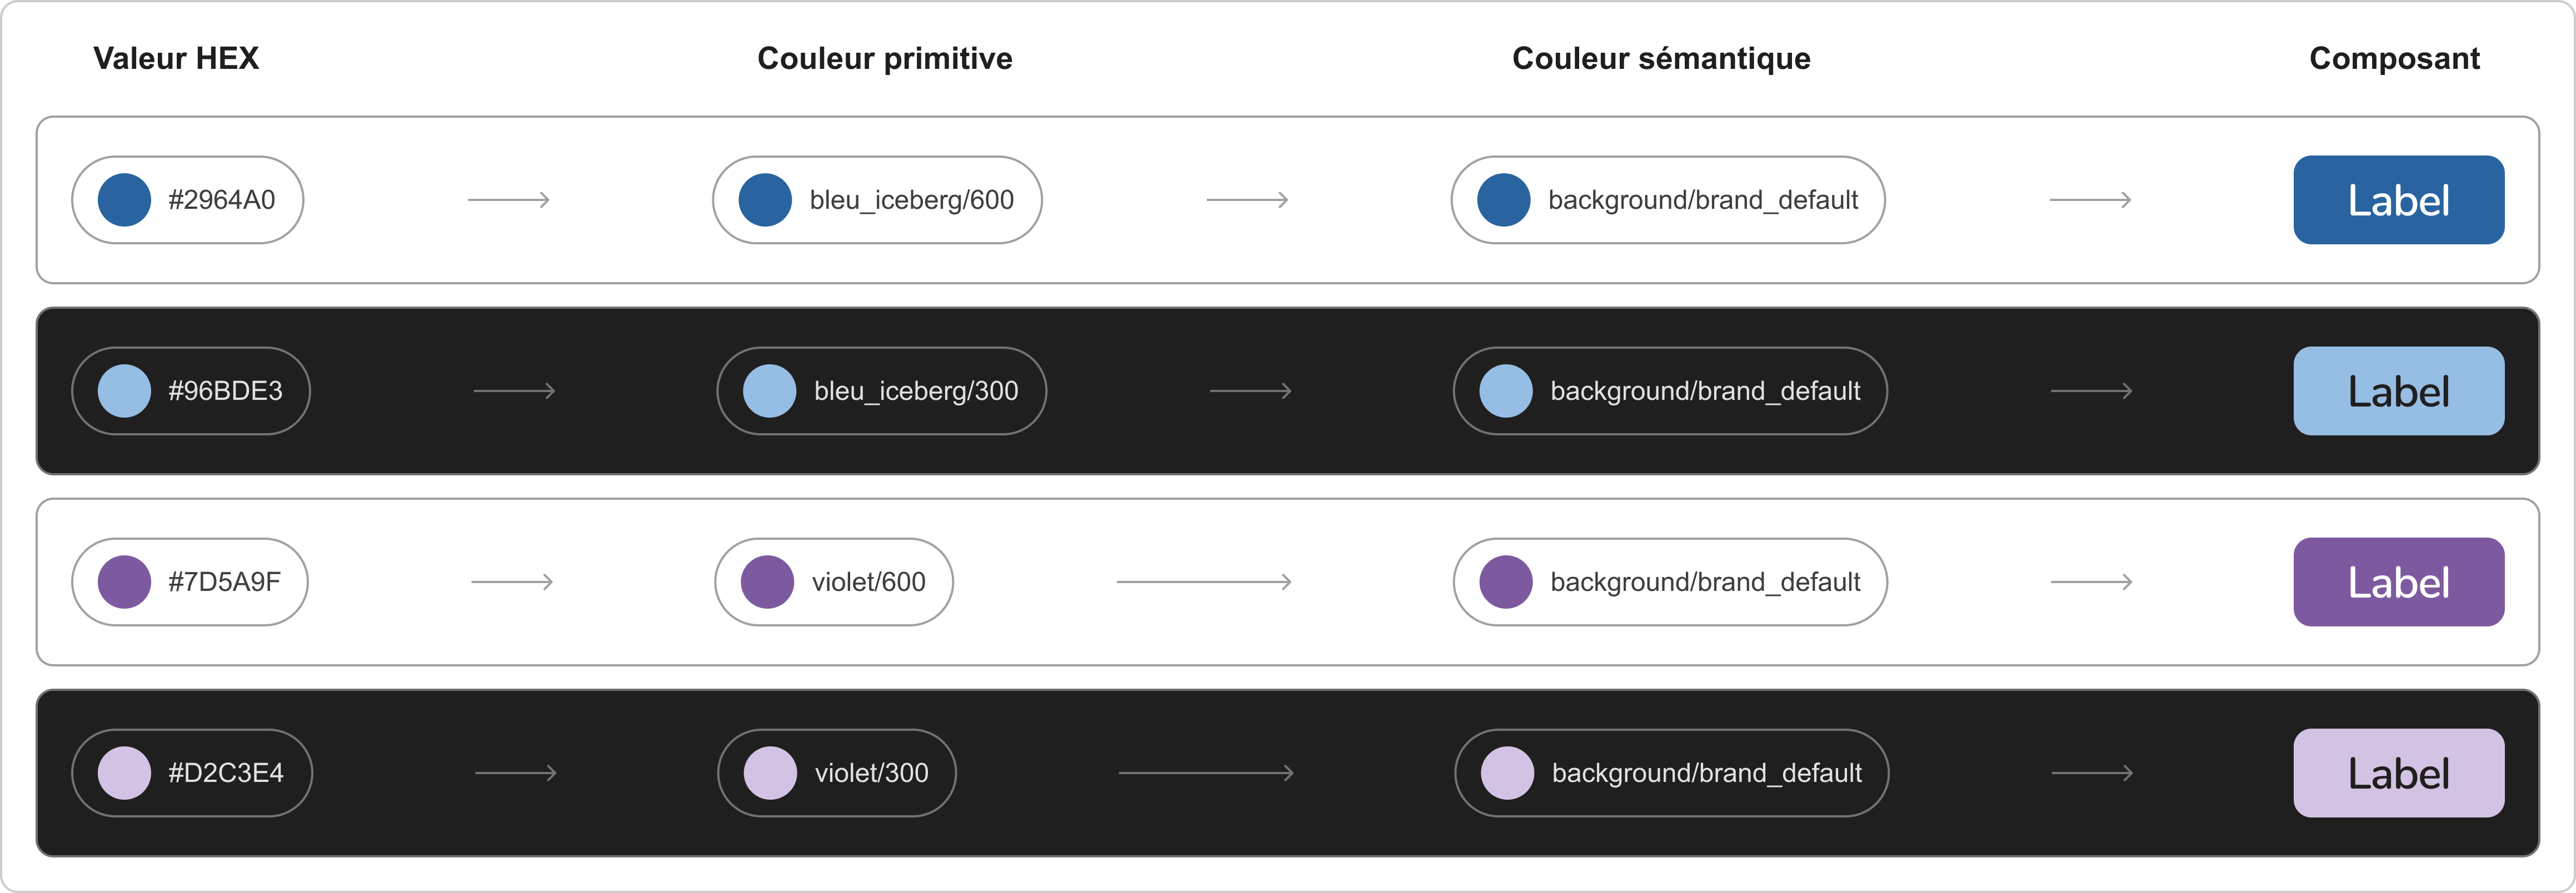 Valeur HEX Couleur primitive Couleur sémantique Composant
#2964A0 bleu_iceberg/600 background/brand_default Label
#96BDE3 bleu_iceberg/300 background/brand_default Label
#7D5A9F violet/600 background/brand_default Label
#D2C3E4 violet/300 background/brand_default Label